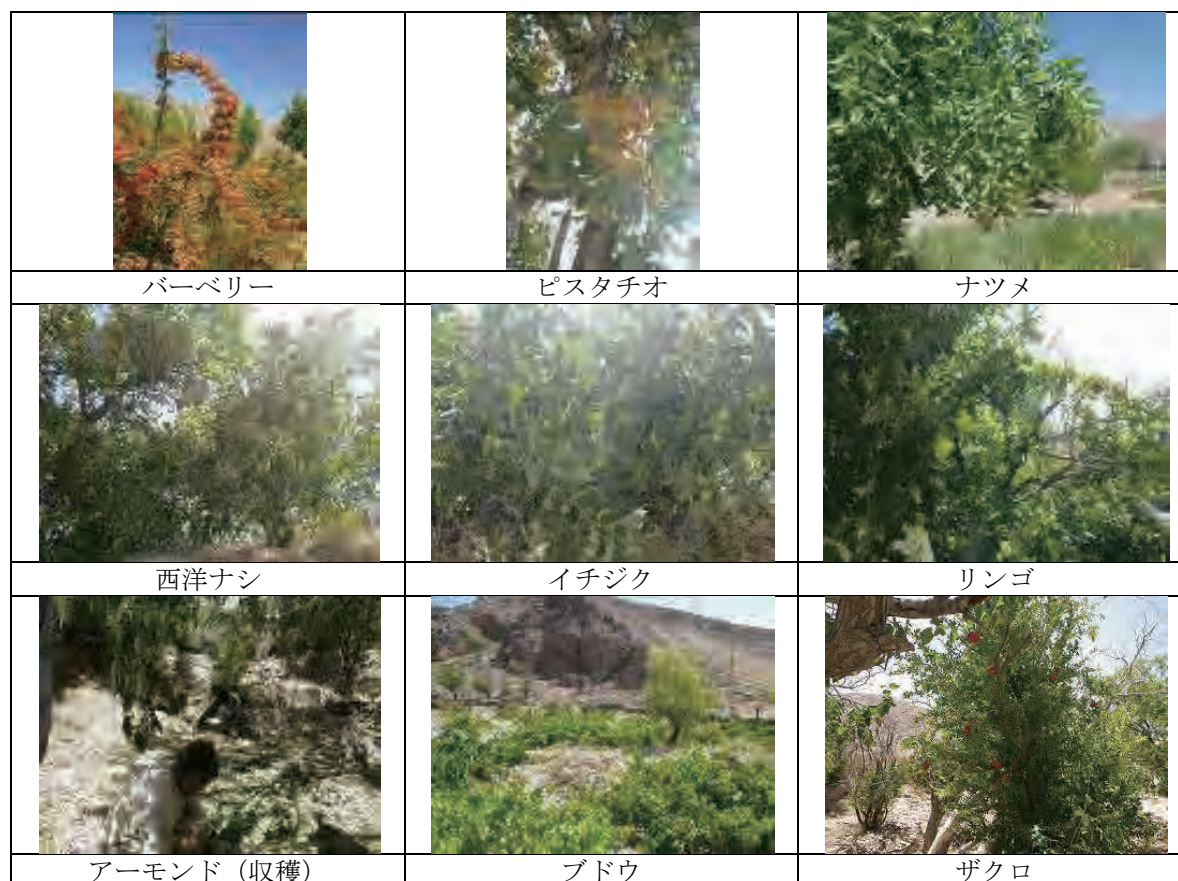 バーベリー
ピスタチオ
ナツメ
西洋ナシ
イチジク
リンゴ
アーモンド（収穫）
ブドウ
ザクロ